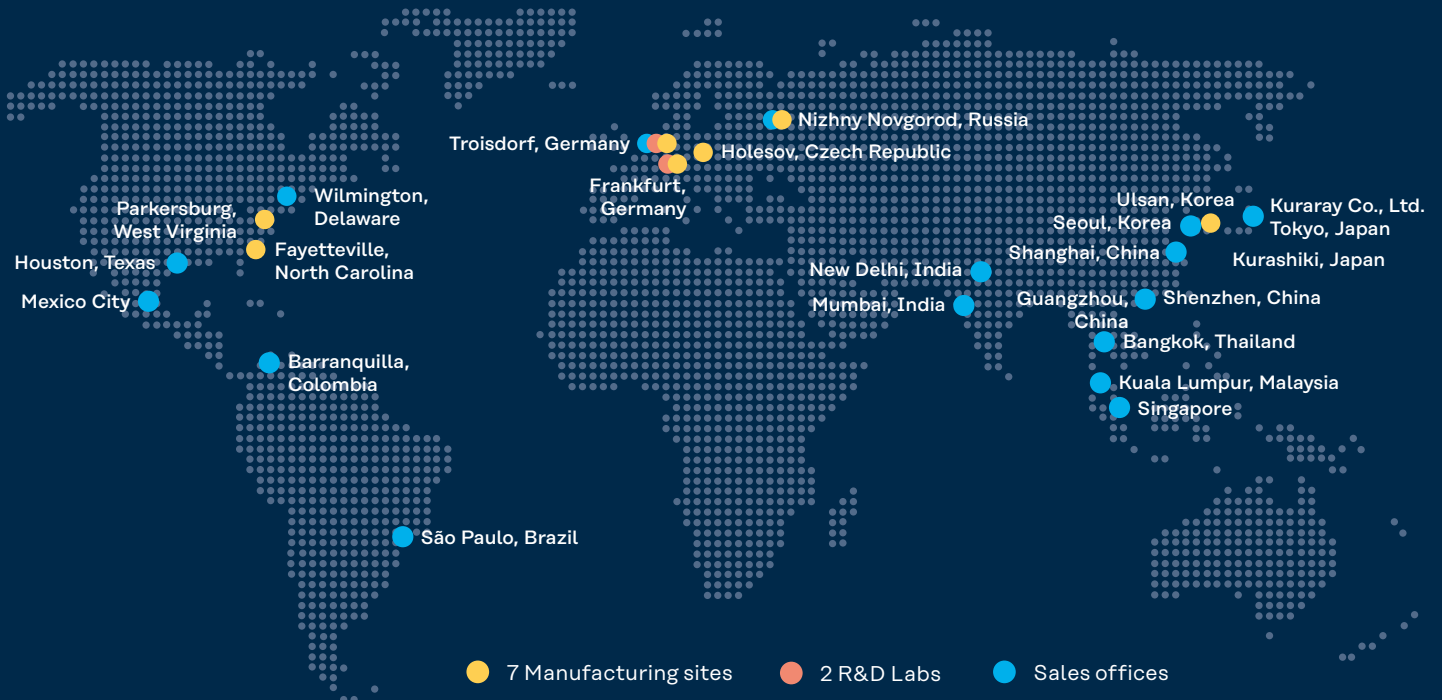 Nizhny Novgorod, Russia
Troisdorf, Germany
Holesov, Czech Republic
Frankfurt,
Germany
Wilmington,
Delaware
Parkersburg,
West Virginia
Fayetteville,
North Carolina
Houston, Texas
Mexico City
Barranquilla,
Colombia
São Paulo, Brazil
Ulsan, Korea
Seoul, Korea
Kuraray Co., Ltd.
Tokyo, Japan
Shanghai, China
Kurashiki, Japan
New Delhi, India
Mumbai, India
Guangzhou,
China
Shenzhen, China
Bangkok, Thailand
Kuala Lumpur, Malaysia
Singapore
7 Manufacturing sites
2 R&D Labs
Sales offices